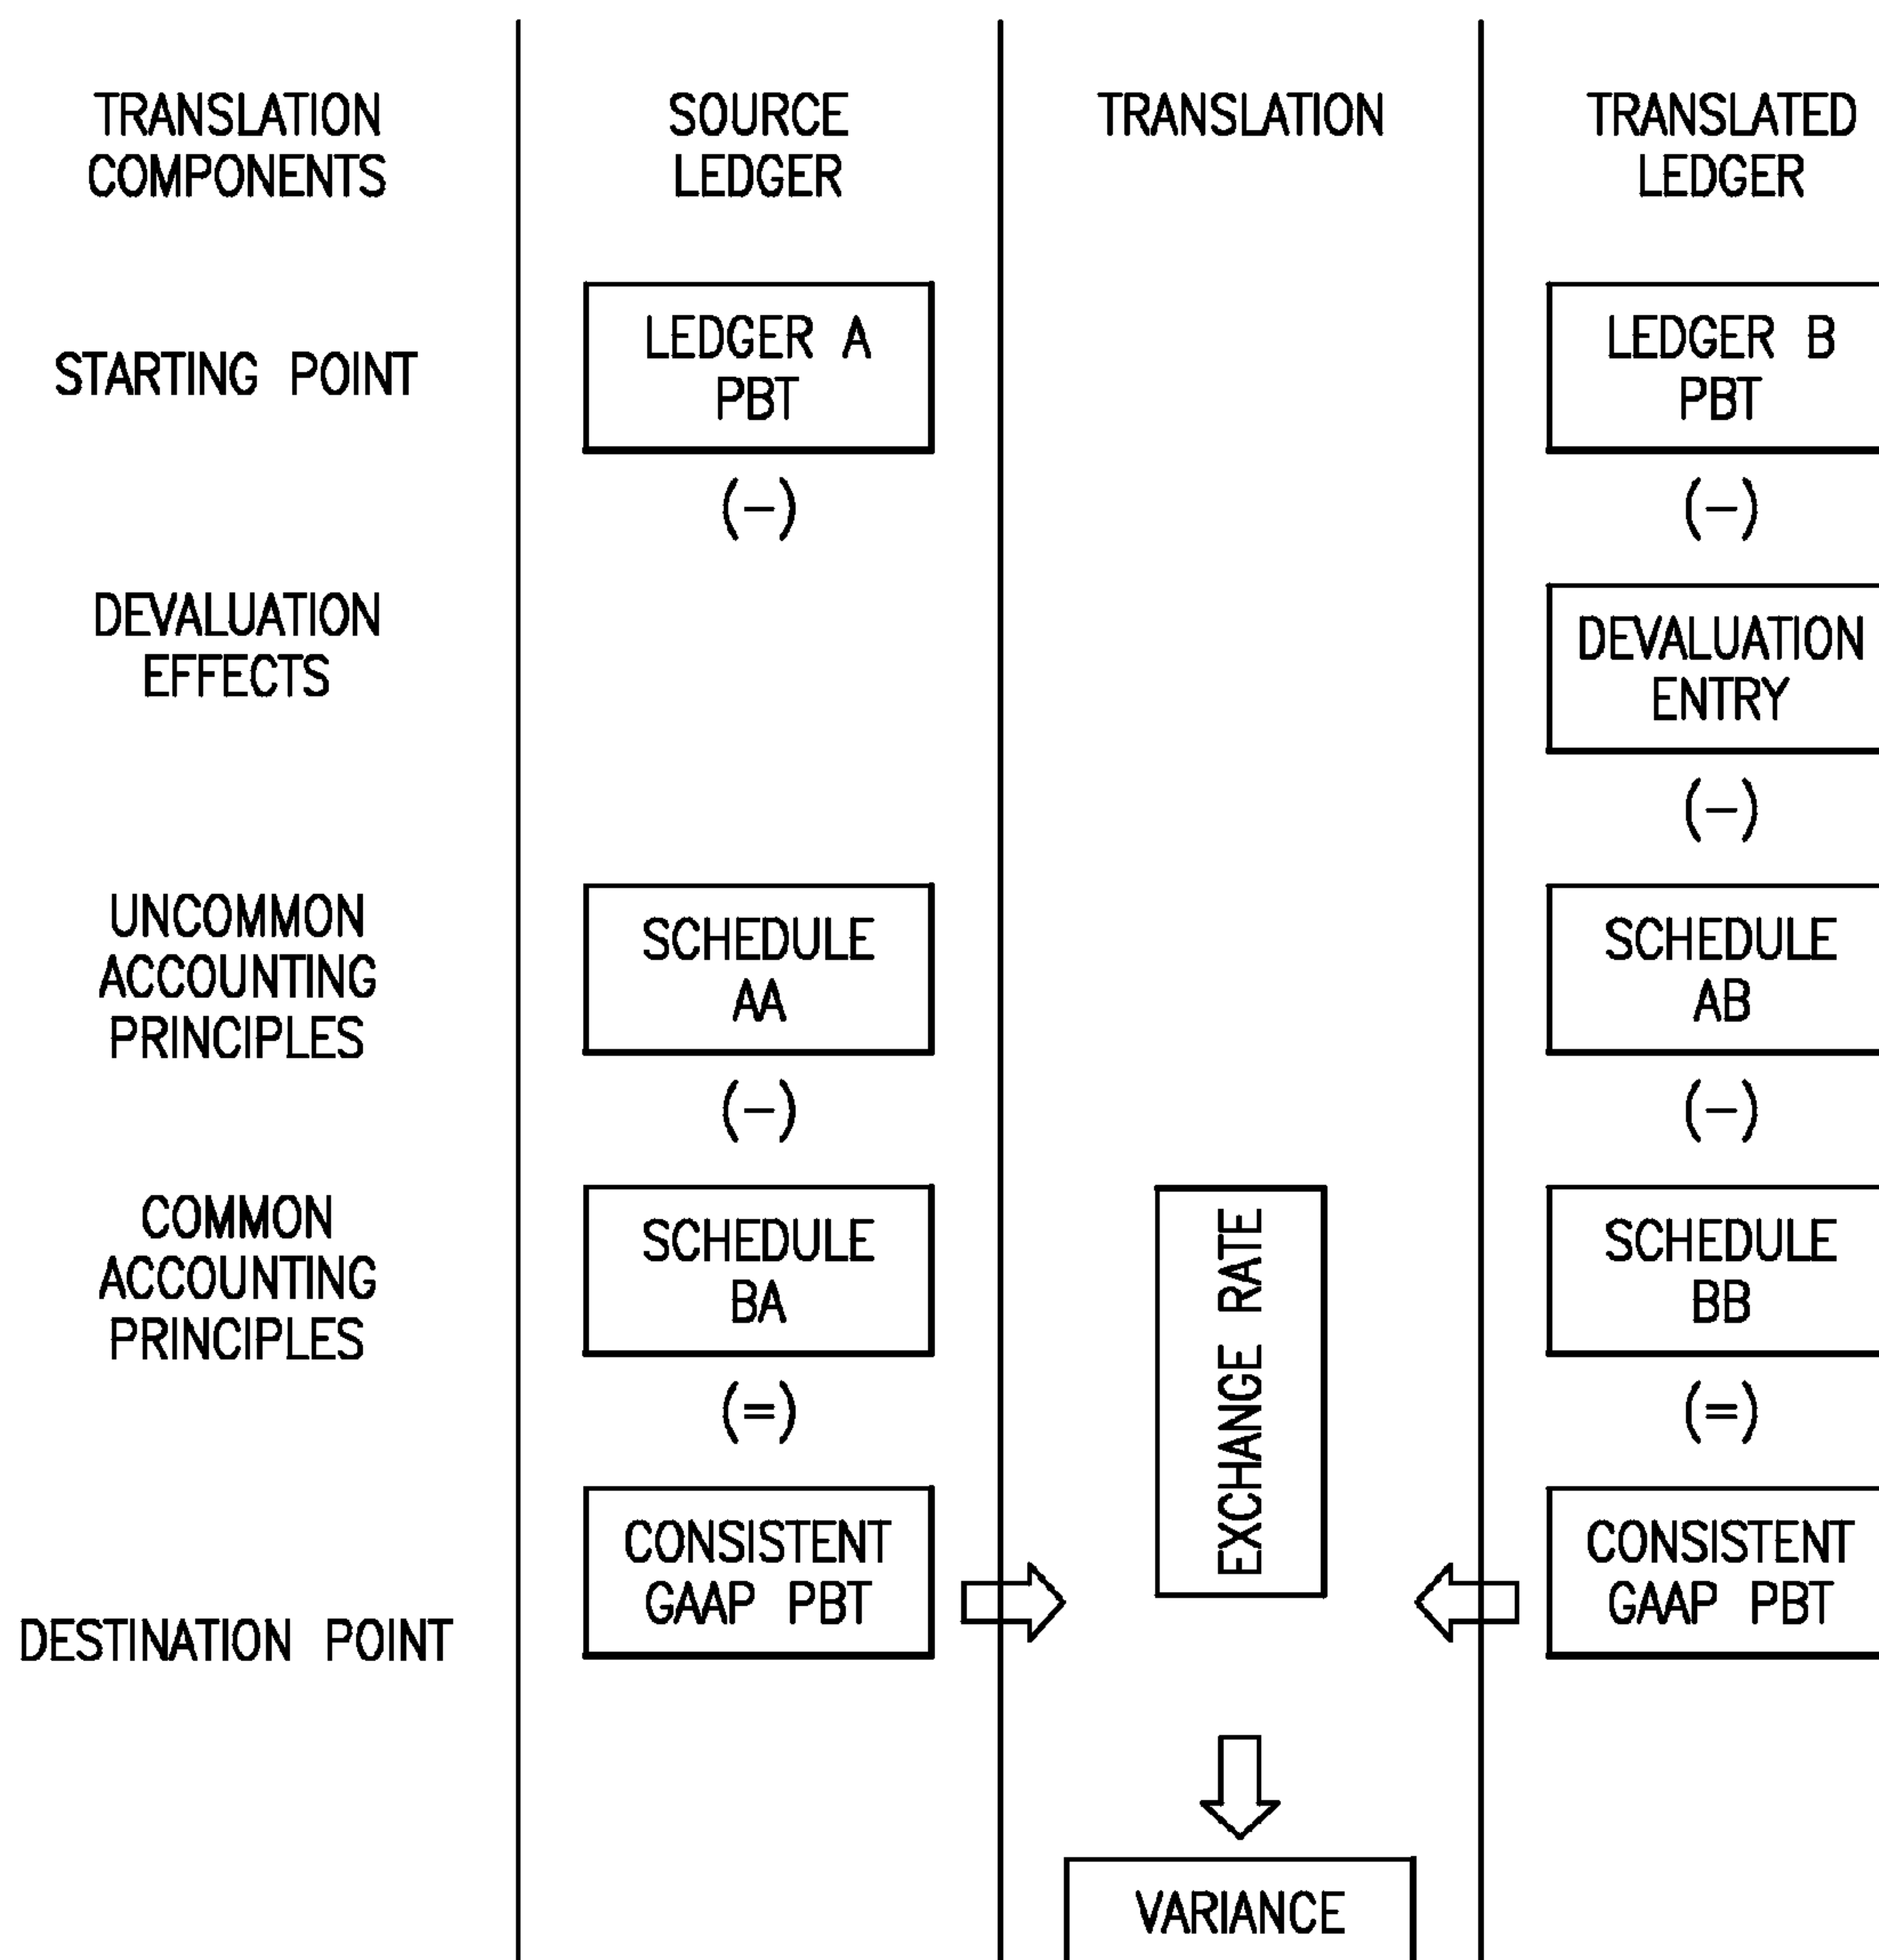 TRANSLATION
COMPONENTS
SOURCE
LEDGER
TRANSLATION
TRANSLATED
LEDGER
STARTING POINT
LEDGER A
PBT
LEDGER B
PBT
(-)
(-)
DEVALUATION
EFFECTS
DEVALUATION
ENTRY
(-)
UNCOMMON
ACCOUNTING
PRINCIPLES
SCHEDULE
AA
SCHEDULE
AB
(-)
(-)
COMMON
ACCOUNTING
PRINCIPLES
SCHEDULE
BA
EXCHANGE RATE
SCHEDULE
BB
(=)
(=)
DESTINATION POINT
CONSISTENT
GAAP PBT
CONSISTENT
GAAP PBT
VARIANCE